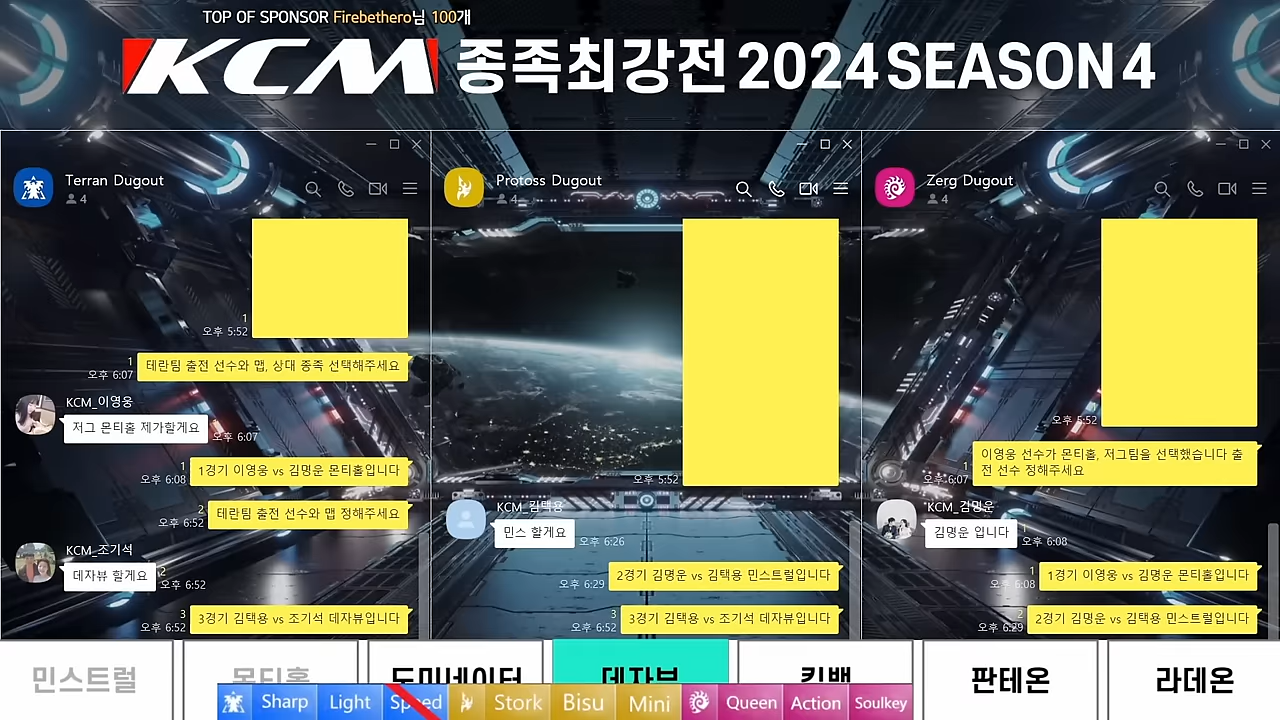 TOP OF SPONSOR Firebethero님 100개
KCM 종족최강전 2024 SEASON 4
Terran Dugout
4
1
오후 5:52
1
오후 6:07
테란팀 출전 선수와 맵, 상대 종족 선택해주세요
KCM_이영웅
저그 몬티홀 제가할게요
오후 6:07
1
오후 6:08
1경기 이영웅 vs 김명운 몬티홀입니다
2
오후 6:52
테란팀 출전 선수와 맵 정해주세요
KCM_조기석
데자뷰 할게요
2
오후 6:52
3
오후 6:52
3경기 김택용 vs 조기석 데자뷰입니다
Protoss Dugout
4
오후 5:52
KCM_김택용
민스 할게요
오후 6:26
오후 6:29
2경기 김명운 vs 김택용 민스트럴입니다
3
오후 6:52
3경기 김택용 vs 조기석 데자뷰입니다
Zerg Dugout
4
오후 5:52
1
오후 6:07
이영웅 선수가 몬티홀, 저그팀을 선택했습니다 출
전 선수 정해주세요
KCM_김명운
김명운 입니다
1
오후 6:08
1
오후 6:08
1경기 이영웅 vs 김명운 몬티홀입니다
2
오후 6:29
2경기 김명운 vs 김택용 민스트럴입니다
민스트럴
몬티홀
도미네이터
데자뷰
킥백
판테온
라데온
Sharp
Light
Speed
Stork
Bisu
Mini
Queen
Action
Soulkey